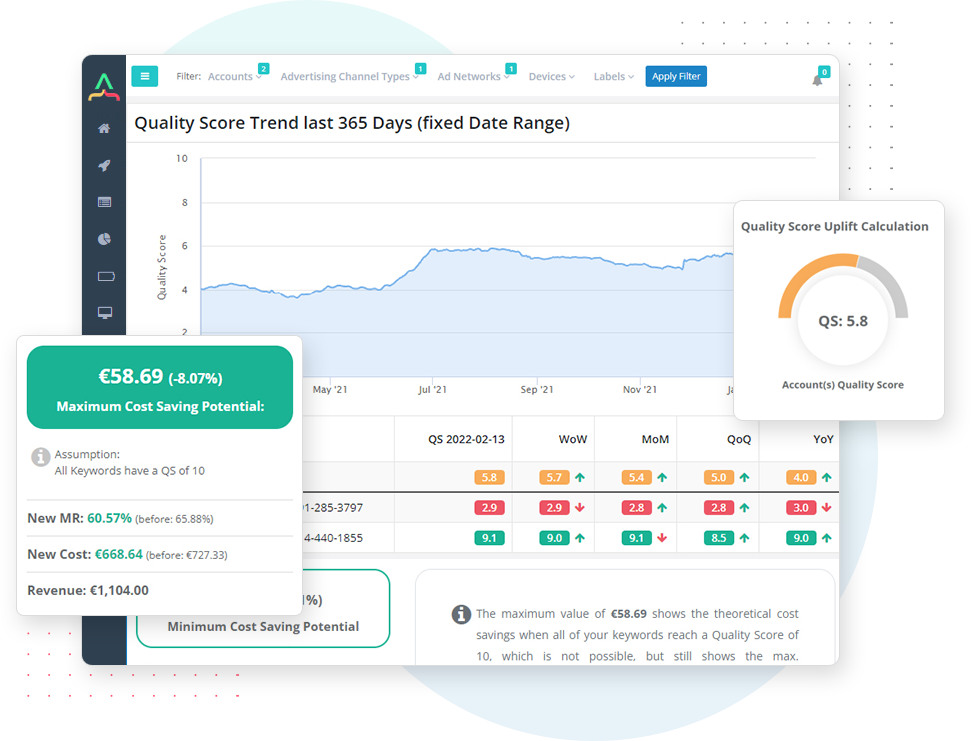 Filter: Accounts 2 Advertising Channel Types 1 Ad Networks 1 Devices Labels Apply Filter 0
Quality Score Trend last 365 Days (fixed Date Range)
10
8
6
4
2
Quality Score
May '21 Jul '21 Sep '21 Nov '21
Quality Score Uplift Calculation
QS: 5.8
Account(s) Quality Score
€58.69 (-8.07%)
Maximum Cost Saving Potential:
Assumption:
All Keywords have a QS of 10
New MR: 60.57% (before: 65.88%)
New Cost: €668.64 (before: €727.33)
Revenue: €1,104.00
QS 2022-02-13 WoW MoM QoQ YoY
5.8 5.7 5.4 5.0 4.0
1-285-3797 2.9 2.9 2.8 2.8 3.0
4-440-1855 9.1 9.0 9.1 8.5 9.0
%)
Minimum Cost Saving Potential
The maximum value of €58.69 shows the theoretical cost
savings when all of your keywords reach a Quality Score of
10, which is not possible, but still shows the max.